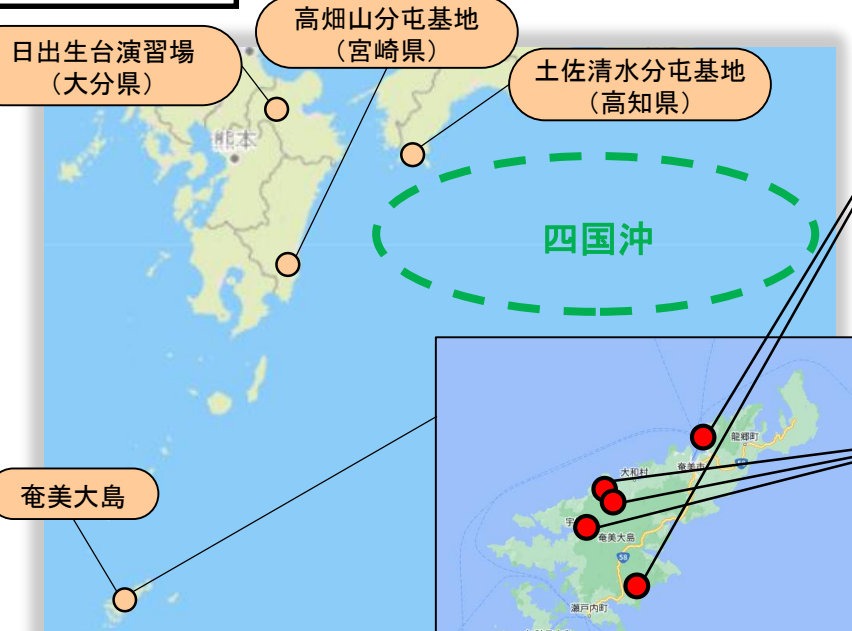 高畑山分屯基地
（宮崎県）
日出生台演習場
（大分県）
土佐清水分屯基地
（高知県）
熊本
四国沖
龍郷町
奄美市
大和村
宇
奄美大島
58
58
瀬戸内町
奄美大島